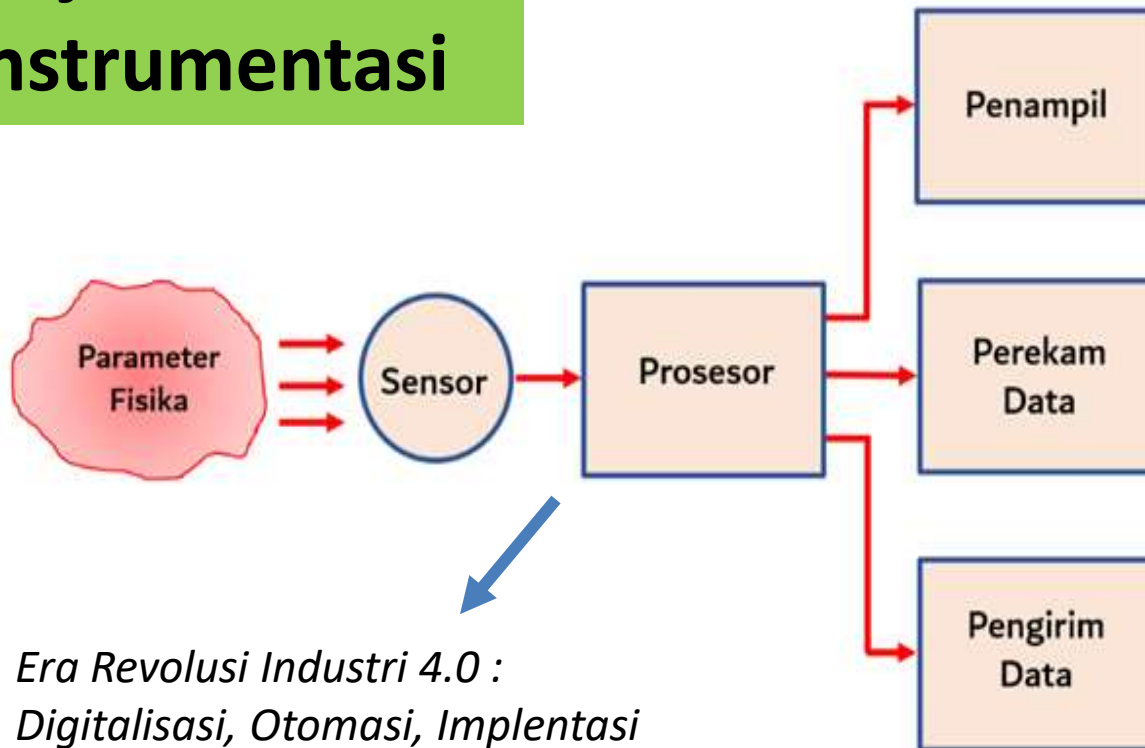 nstrumentasi
Penampil
Parameter
Fisika
Sensor
Prosesor
Perekam
Data
Pengirim
Data
Era Revolusi Industri 4.0 :
Digitalisasi, Otomasi, Implentasi